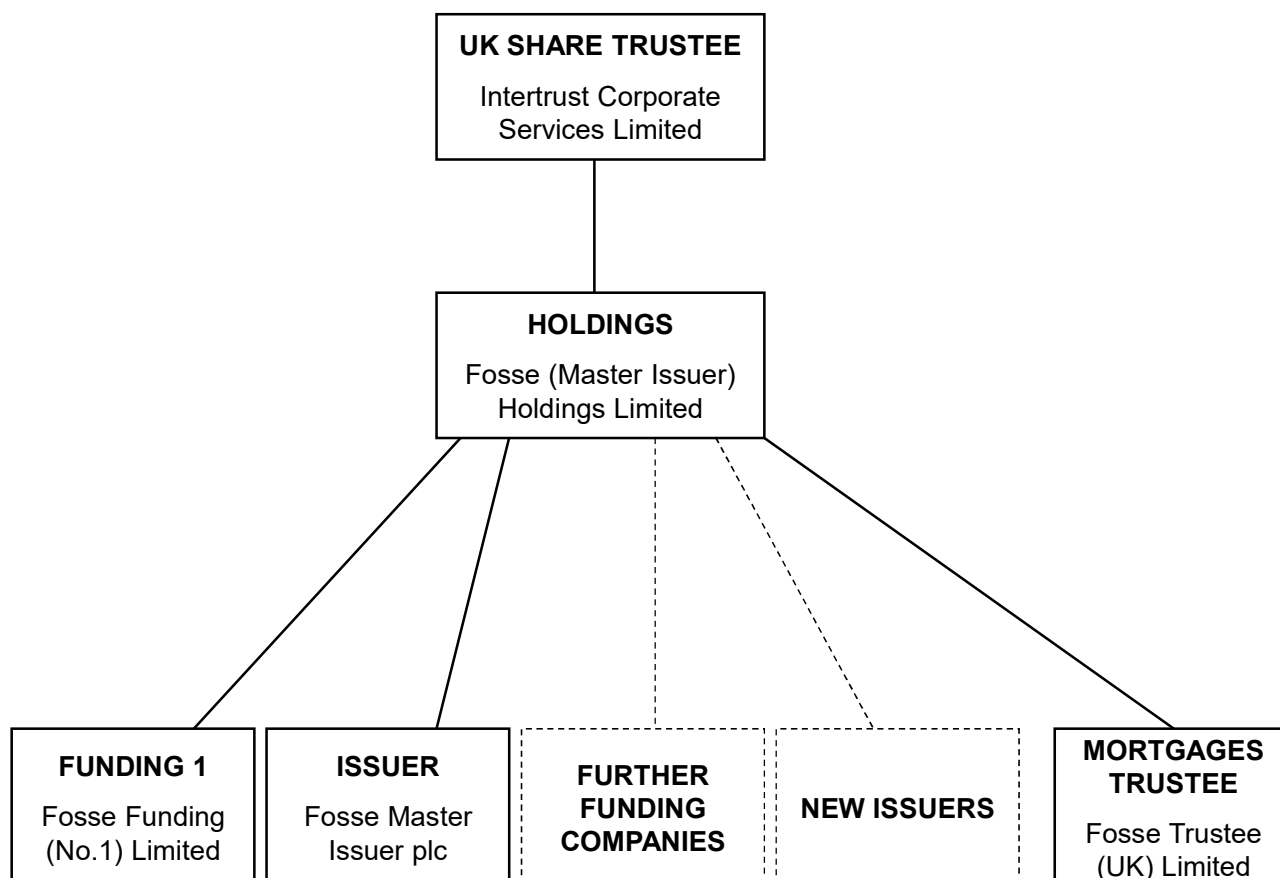 UK SHARE TRUSTEE
Intertrust Corporate
Services Limited
HOLDINGS
Fosse (Master Issuer)
Holdings Limited
FUNDING 1
Fosse Funding
(No.1) Limited
ISSUER
Fosse Master
Issuer plc
FURTHER
FUNDING
COMPANIES
NEW ISSUERS
MORTGAGES
TRUSTEE
Fosse Trustee
(UK) Limited